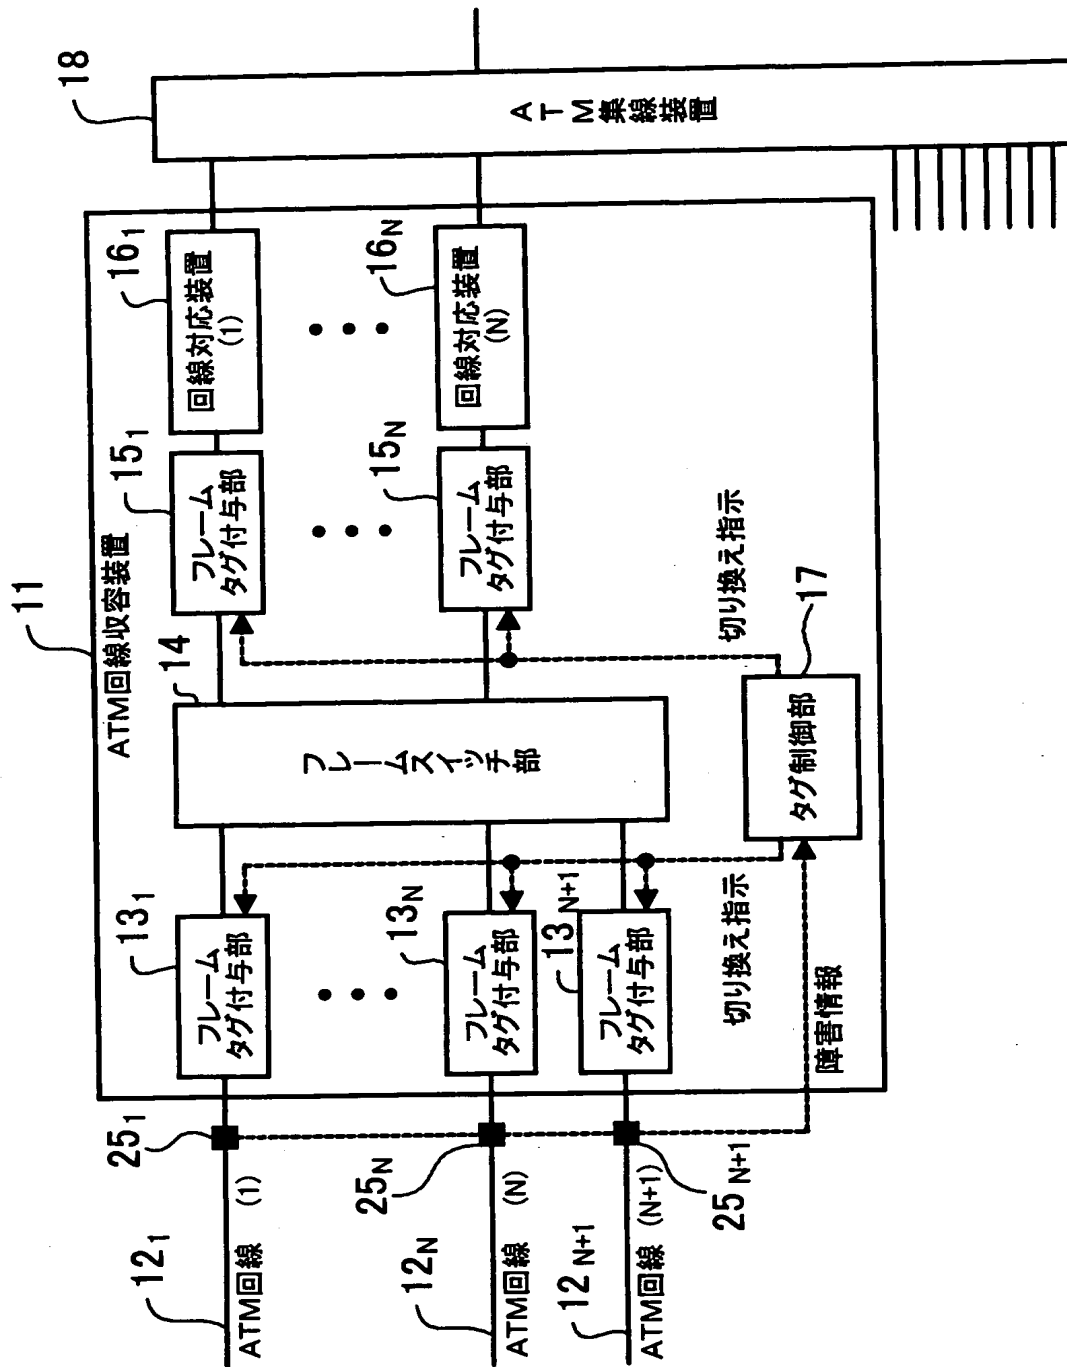 11
ATM回線収容装置
18
ATM集線装置
12₁
ATM回線 (1)
25₁
13₁
フレーム
タグ付与部
14
フレームスイッチ部
15₁
フレーム
タグ付与部
16₁
回線対応装置
(1)
12N
ATM回線 (N)
25N
13N
フレーム
タグ付与部
15N
フレーム
タグ付与部
16N
回線対応装置
(N)
12N+1
ATM回線 (N+1)
25N+1
13N+1
フレーム
タグ付与部
切り換え指示
切り換え指示
障害情報
タグ制御部
17